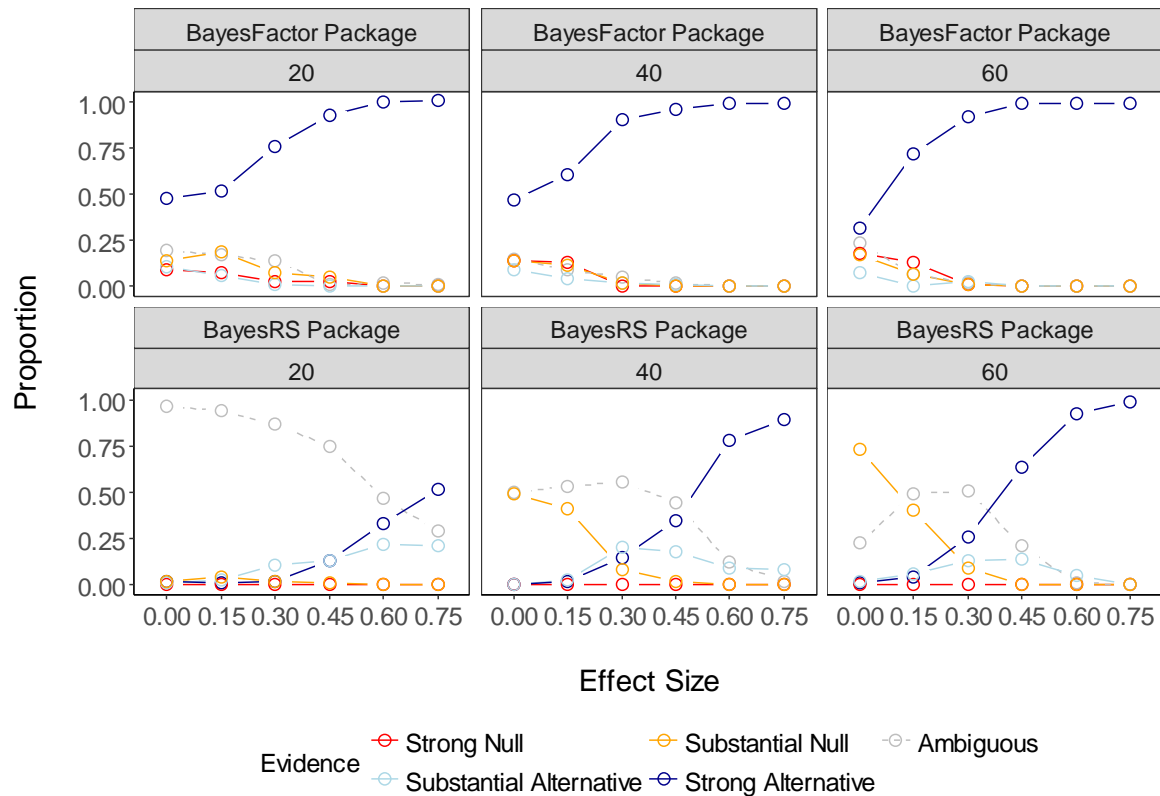 BayesFactor Package BayesFactor Package BayesFactor Package
20 40 60
1.00
0.75
0.50
0.25
0.00
BayesRS Package BayesRS Package BayesRS Package
20 40 60
1.00
0.75
0.50
0.25
0.00
Proportion
0.00 0.15 0.30 0.45 0.60 0.75 0.00 0.15 0.30 0.45 0.60 0.75 0.00 0.15 0.30 0.45 0.60 0.75
Effect Size
Evidence
Strong Null Substantial Null Ambiguous
Substantial Alternative Strong Alternative